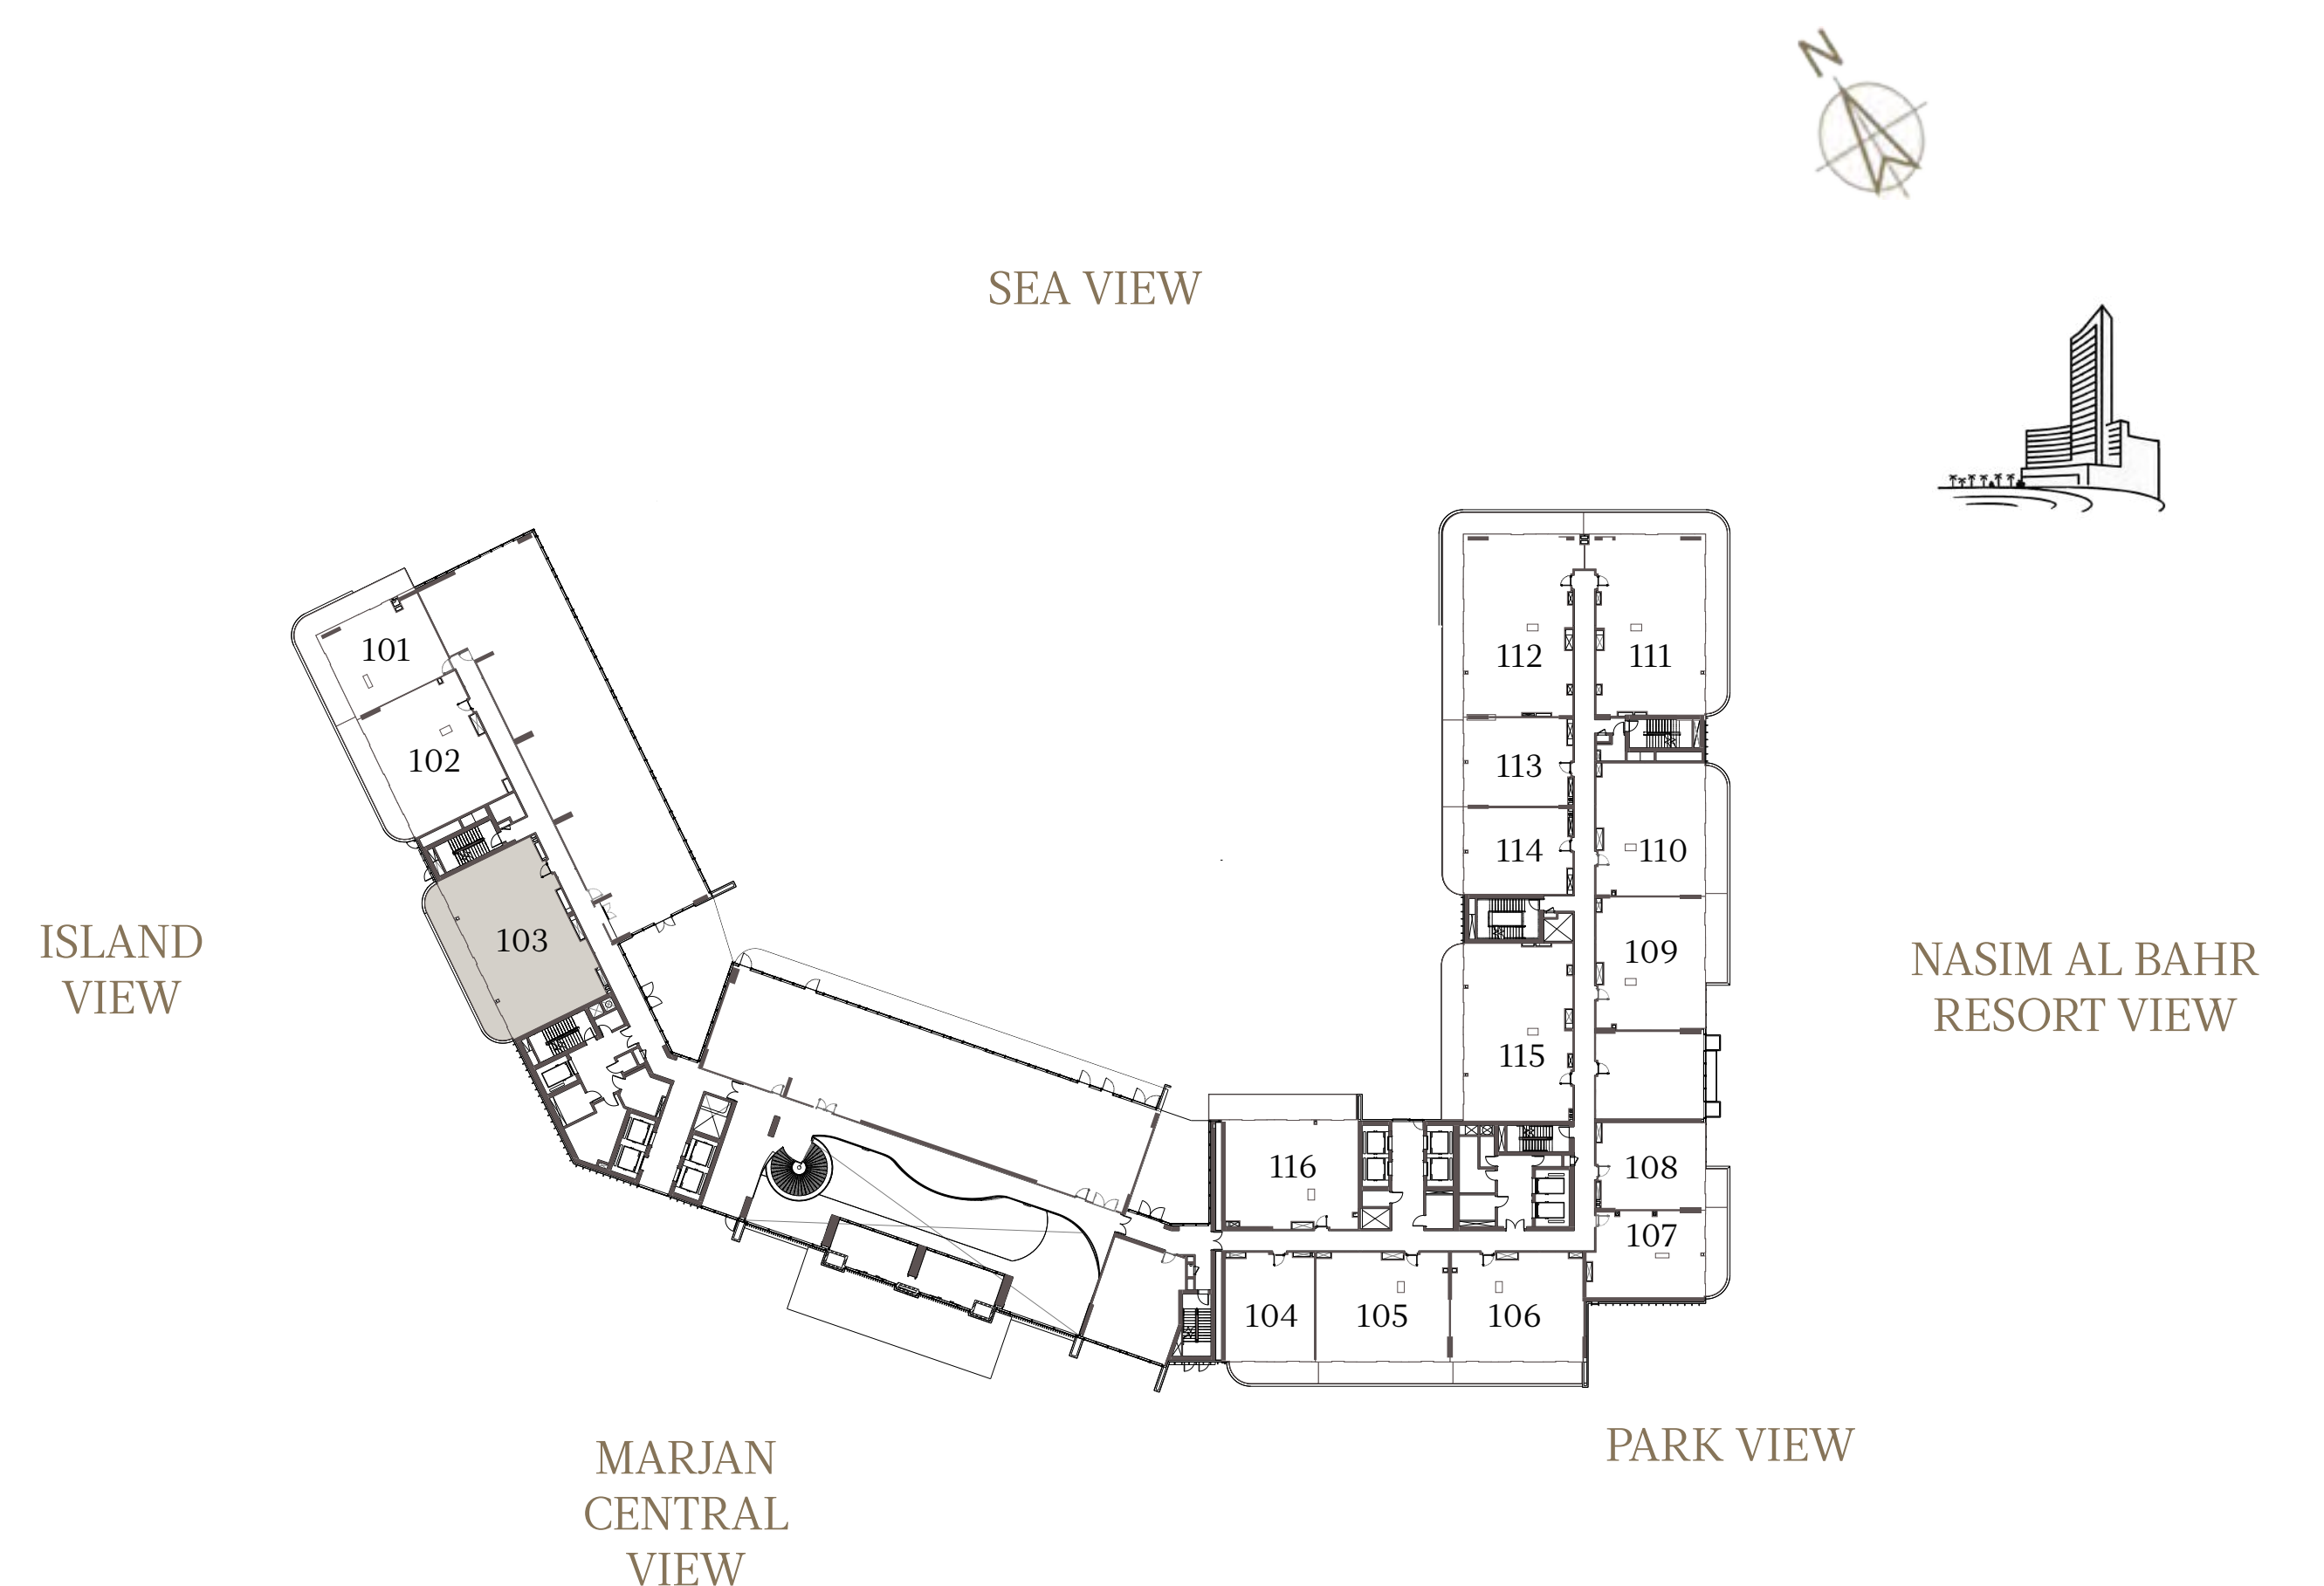 N
SEA VIEW
101
102
103
112
111
113
114
110
109
115
116
108
107
104
105
106
ISLAND
VIEW
NASIM AL BAHR
RESORT VIEW
PARK VIEW
MARJAN
CENTRAL
VIEW